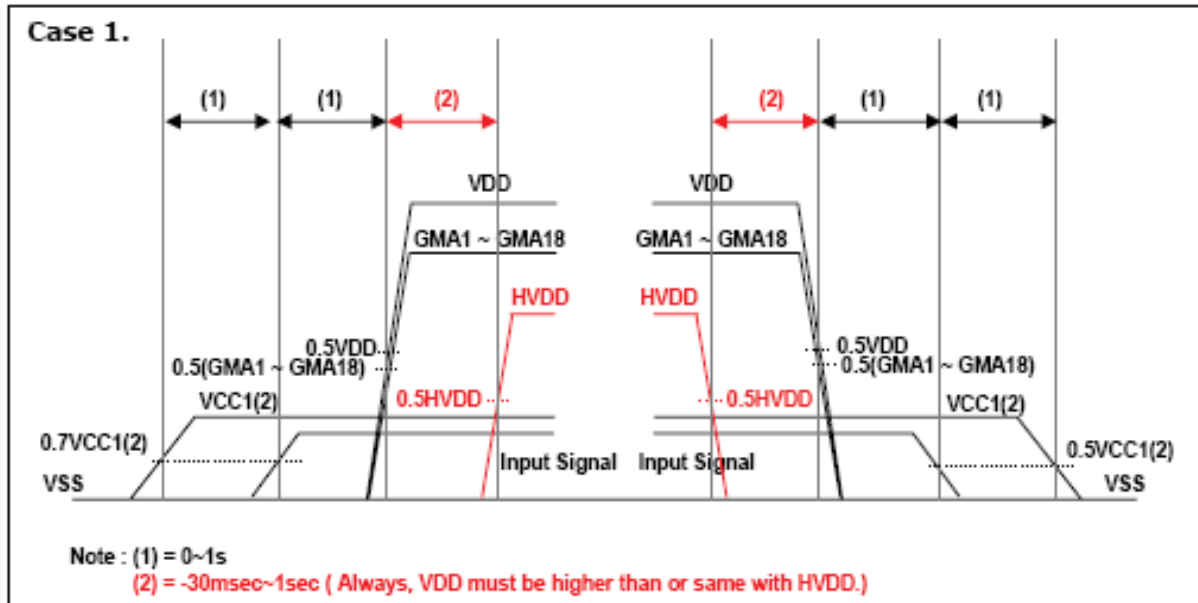 Case 1.
(1) (1) (2) (2) (1) (1)
VDD VDD
GMA1 ~ GMA18 GMA1 ~ GMA18
HVDD HVDD
0.5VDD 0.5VDD
0.5(GMA1 ~ GMA18) 0.5(GMA1 ~ GMA18)
VCC1(2) 0.5HVDD 0.5HVDD VCC1(2)
0.7VCC1(2) Input Signal Input Signal 0.5VCC1(2)
VSS VSS
Note : (1) = 0~1s
(2) = -30msec~1sec ( Always, VDD must be higher than or same with HVDD.)